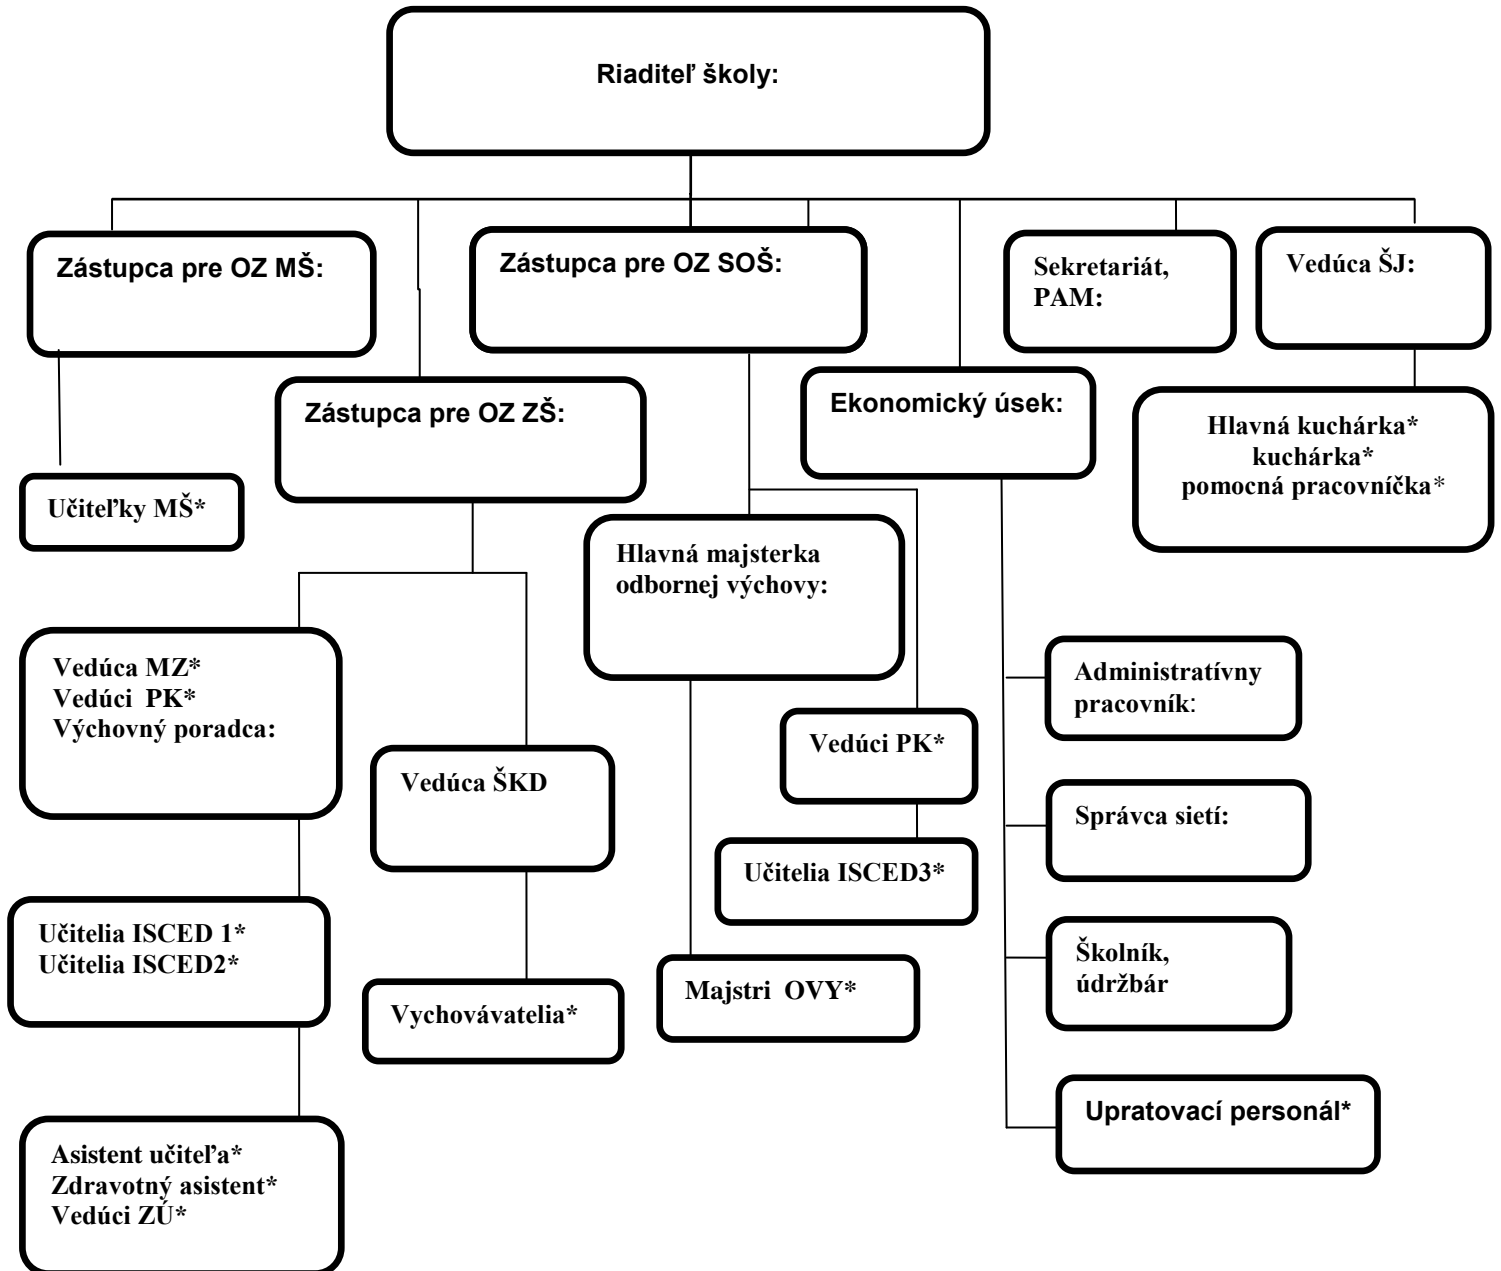 Riaditeľ školy:
Zástupca pre OZ MŠ:
Zástupca pre OZ SOŠ:
Sekretariát,
PAM:
Vedúca ŠJ:
Zástupca pre OZ ZŠ:
Ekonomický úsek:
Hlavná kuchárka*
kuchárka*
pomocná pracovníčka*
Učiteľky MŠ*
Hlavná majsterka
odbornej výchovy:
Vedúca MZ*
Vedúci  PK*
Výchovný poradca:
Administratívny
pracovník:
Vedúci PK*
Vedúca ŠKD
Správca sietí:
Učitelia ISCED3*
Učitelia ISCED 1*
Učitelia ISCED2*
Školník,
údržbár
Majstri  OVY*
Vychovávatelia*
Upratovací personál*
Asistent učiteľa*
Zdravotný asistent*
Vedúci ZÚ*